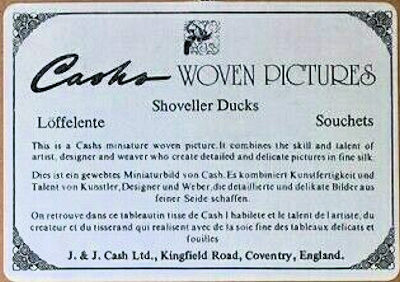 Cashs WOVEN PICTURES
Shoveller Ducks
Löffelente Souchets
This is a Cashs miniature woven picture.It combines the skill and talent of
artist, designer and weaver who create detailed and delicate pictures in fine silk.
Dies ist ein gewebtes Miniaturbild von Cash.Es kombiniert Kunstfertigkeit und
Talent von Kunstler,Designer und Weber,die detaillierte und delikate Bilder aus
feiner Seide schaffen.
On retrouve dans ce tableautin tisse de Cash l habilete et le talent de lartiste, du
createur et du tisserand qui realisent avec de la soie fine des tableaux delicats et
fouilles
J. & J. Cash Ltd., Kingfield Road, Coventry, England.